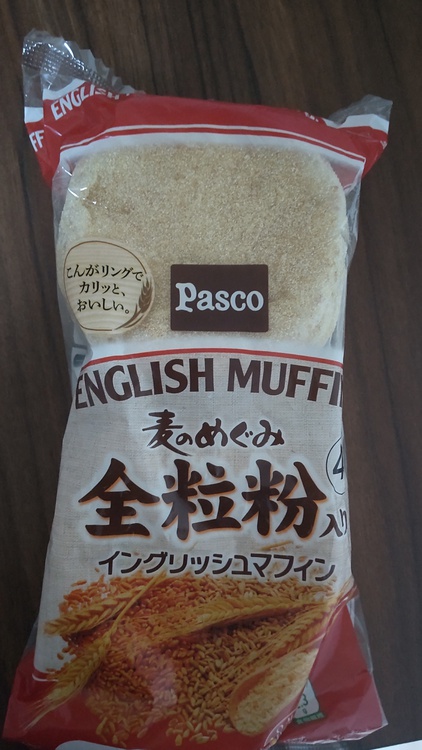 ENGLISH
こんがリングで
カリッと、
おいしい。
Pasco
ENGLISH MUFFIN
麦のめぐみ
全粒粉入り
4
イングリッシュマフィン